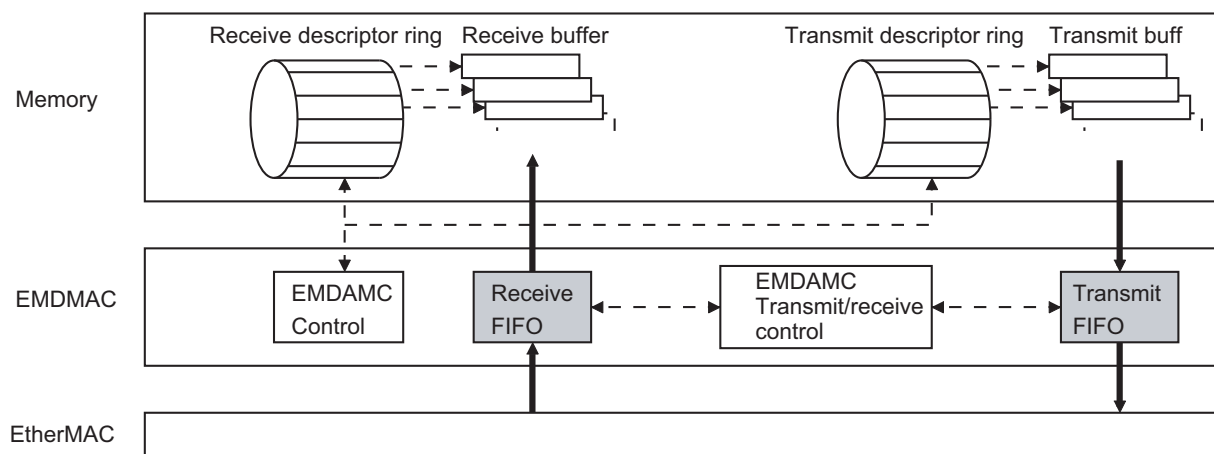 Receive descriptor ring
Receive buffer
Transmit descriptor ring
Transmit buff
Memory
EMDMAC
EMDAMC
Control
Receive
FIFO
EMDAMC
Transmit/receive
control
Transmit
FIFO
EtherMAC